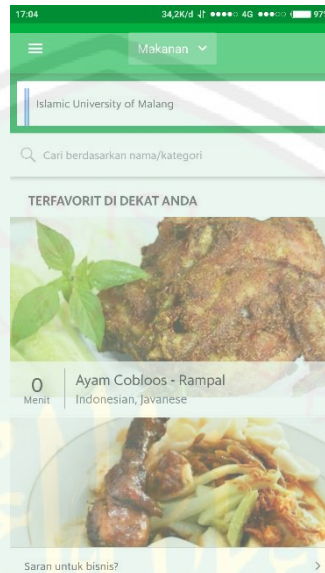 17:04 34,2K/d 4G 97%
Makanan
Islamic University of Malang
Cari berdasarkan nama/kategori
TERFAVORIT DI DEKAT ANDA
0 Ayam Cobloos - Rampal
Menit Indonesian, Javanese
Saran untuk bisnis?